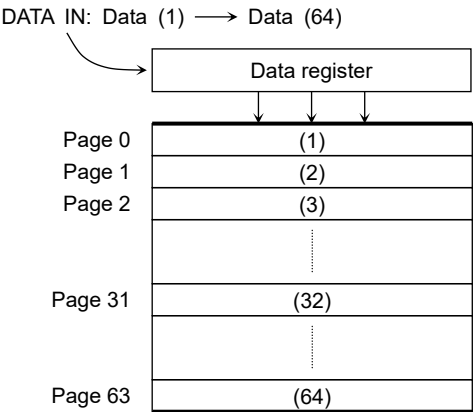 DATA IN: Data (1) → Data (64)
Data register
Page 0 (1)
Page 1 (2)
Page 2 (3)
Page 31 (32)
Page 63 (64)